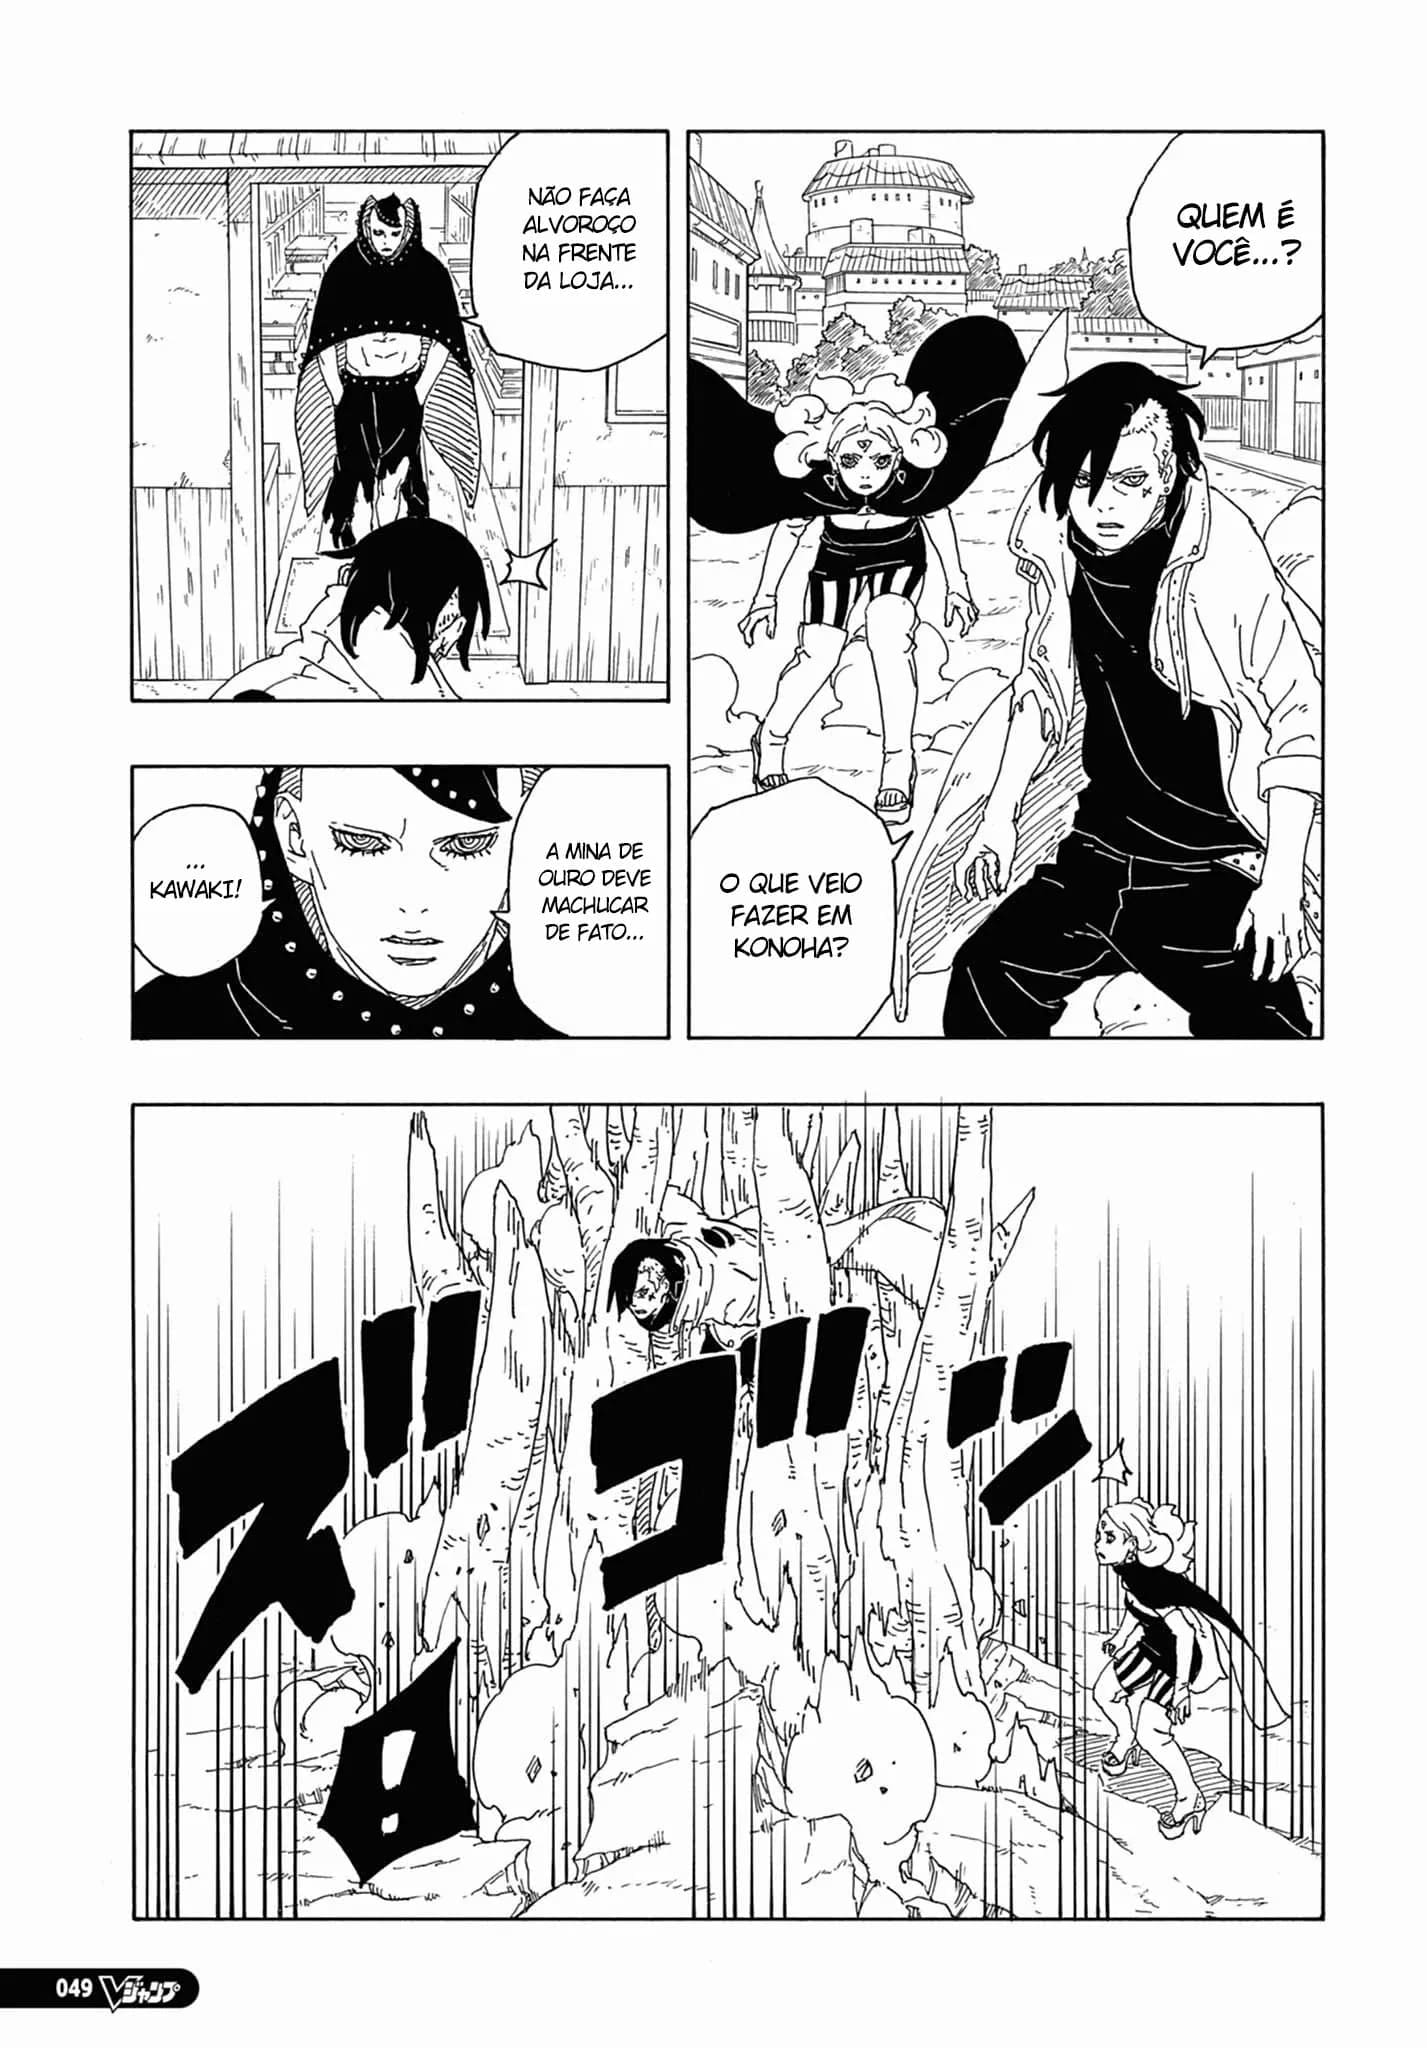 QUEM É
VOCÊ...?
O QUE VEIO
FAZER EM
KONOHA?
NÃO FAÇA
ALVOROÇO
NA FRENTE
DA LOJA...
A MINA DE
OURO DEVE
MACHUCAR
DE FATO...
...
KAWAKI!
ズゴゴン
!
049 Vジャンプ